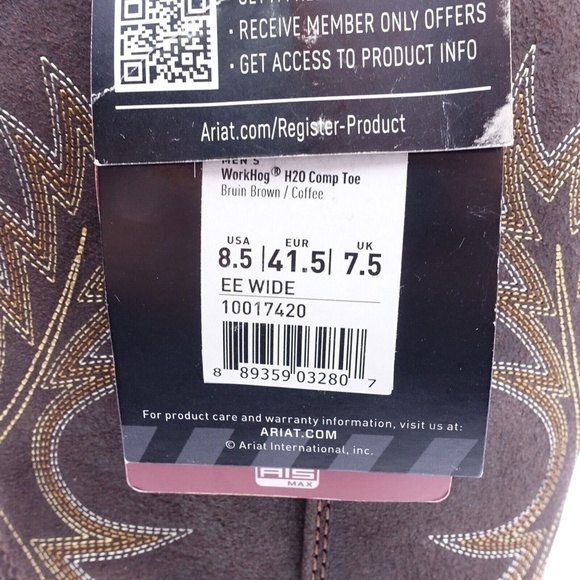 • RECEIVE MEMBER ONLY OFFERS
• GET ACCESS TO PRODUCT INFO
Ariat.com/Register-Product
MEN'S
WorkHog® H2O Comp Toe
Bruin Brown / Coffee
USA EUR UK
8.5 | 41.5 | 7.5
EE WIDE
10017420
8 89359 03280 7
For product care and warranty information, visit us at:
ARIAT.COM
© Ariat International, inc.
ATS
MAX